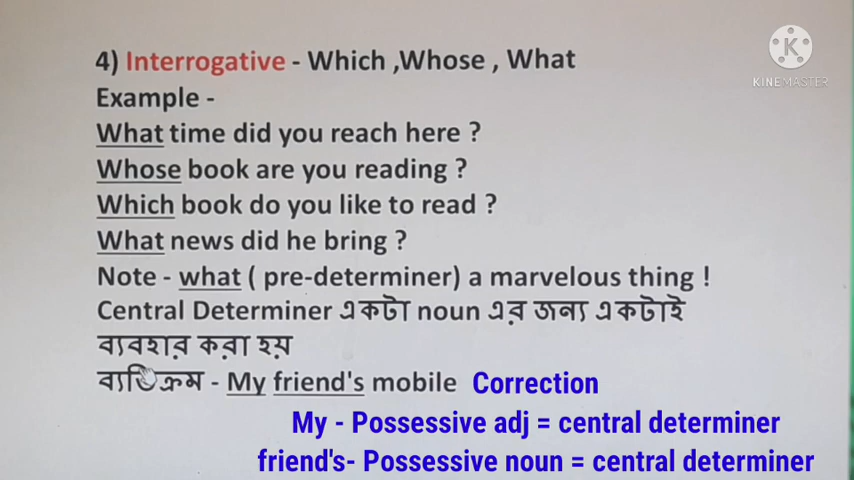 4) Interrogative - Which ,Whose , What
KINEMASTER
Example -
What time did you reach here ?
Whose book are you reading ?
Which book do you like to read ?
What news did he bring ?
Note - what ( pre-determiner) a marvelous thing !
Central Determiner একটা noun এর জন্য একটাই
ব্যবহার করা হয়
ব্যতিক্রম - My friend's mobile Correction
My - Possessive adj = central determiner
friend's- Possessive noun = central determiner